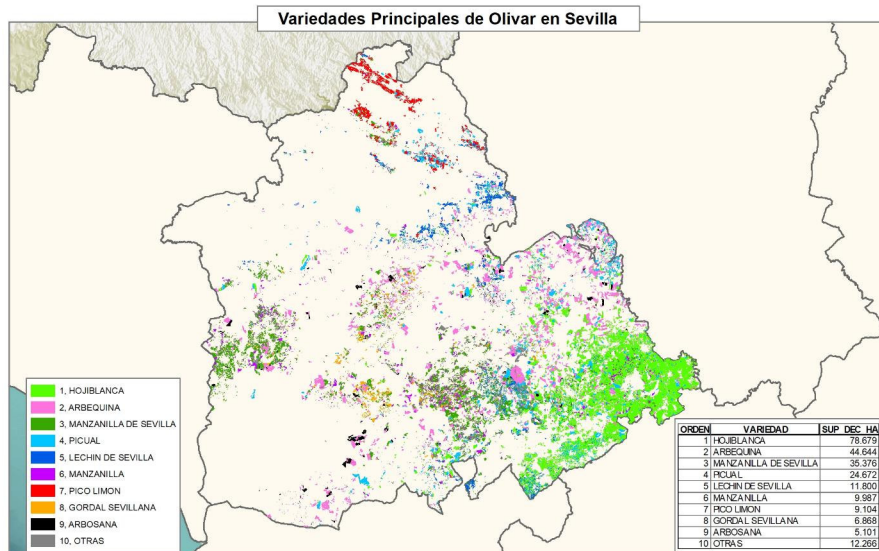 Variedades Principales de Olivar en Sevilla
1, HOJIBLANCA
2, ARBEQUINA
3, MANZANILLA DE SEVILLA
4, PICUAL
5, LECHIN DE SEVILLA
6, MANZANILLA
7, PICO LIMON
8, GORDAL SEVILLANA
9, ARBOSANA
10, OTRAS
ORDEN VARIEDAD SUP_DEC_HA
1 HOJIBLANCA 78.679
2 ARBEQUINA 44.644
3 MANZANILLA DE SEVILLA 35.376
4 PICUAL 24.672
5 LECHIN DE SEVILLA 11.800
6 MANZANILLA 9.987
7 PICO LIMON 9.104
8 GORDAL SEVILLANA 6.868
9 ARBOSANA 5.101
10 OTRAS 12.266